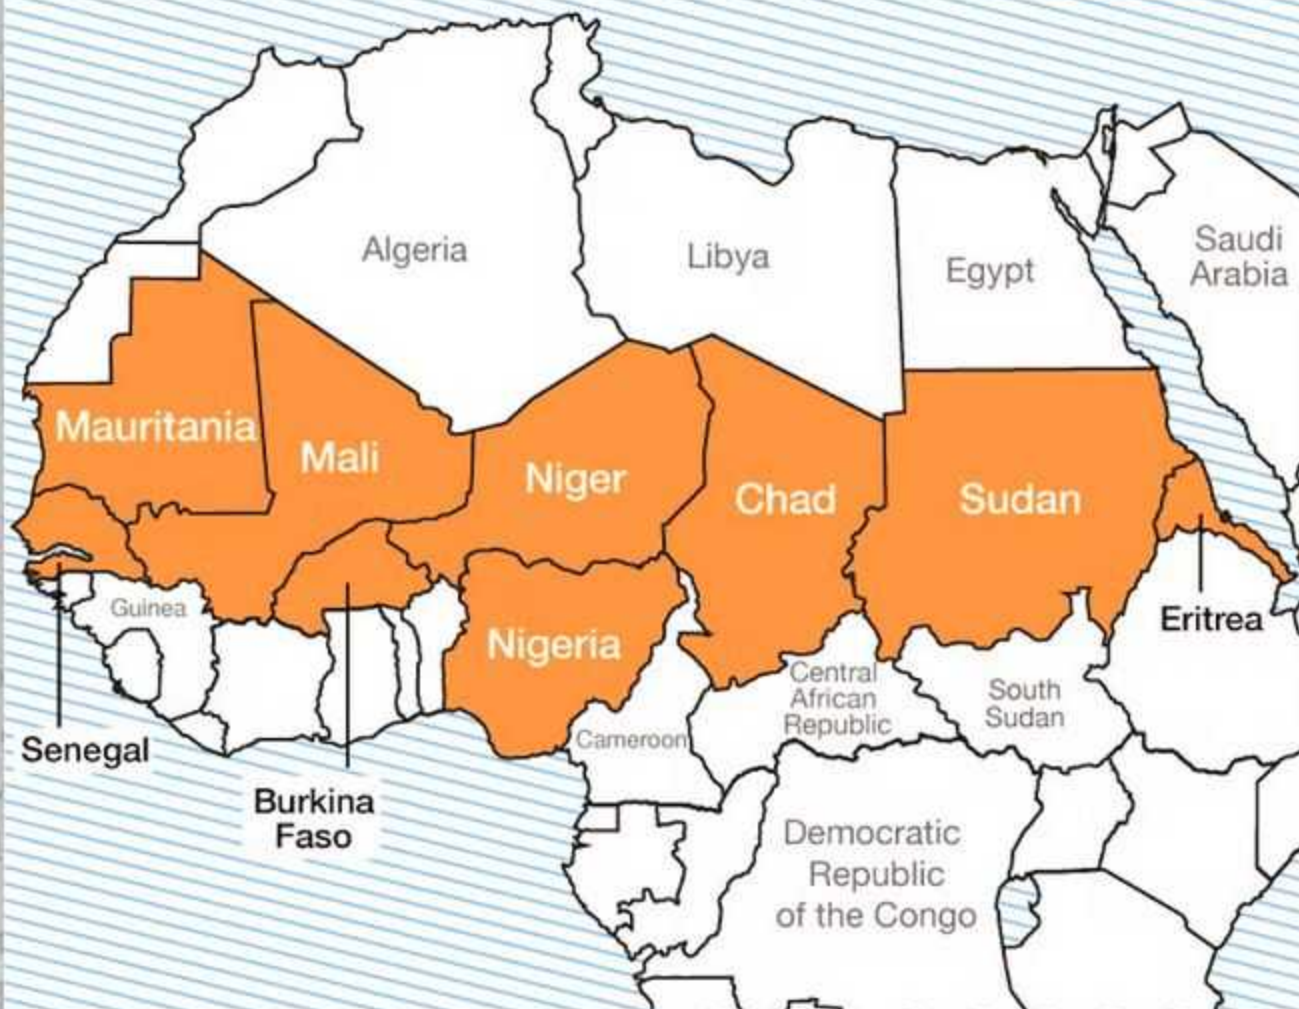 Algeria
Libya
Egypt
Saudi
Arabia
Mauritania
Mali
Niger
Chad
Sudan
Guinea
Nigeria
Eritrea
Central
African
Republic
South
Sudan
Cameroon
Senegal
Burkina
Faso
Democratic
Republic
of the Congo